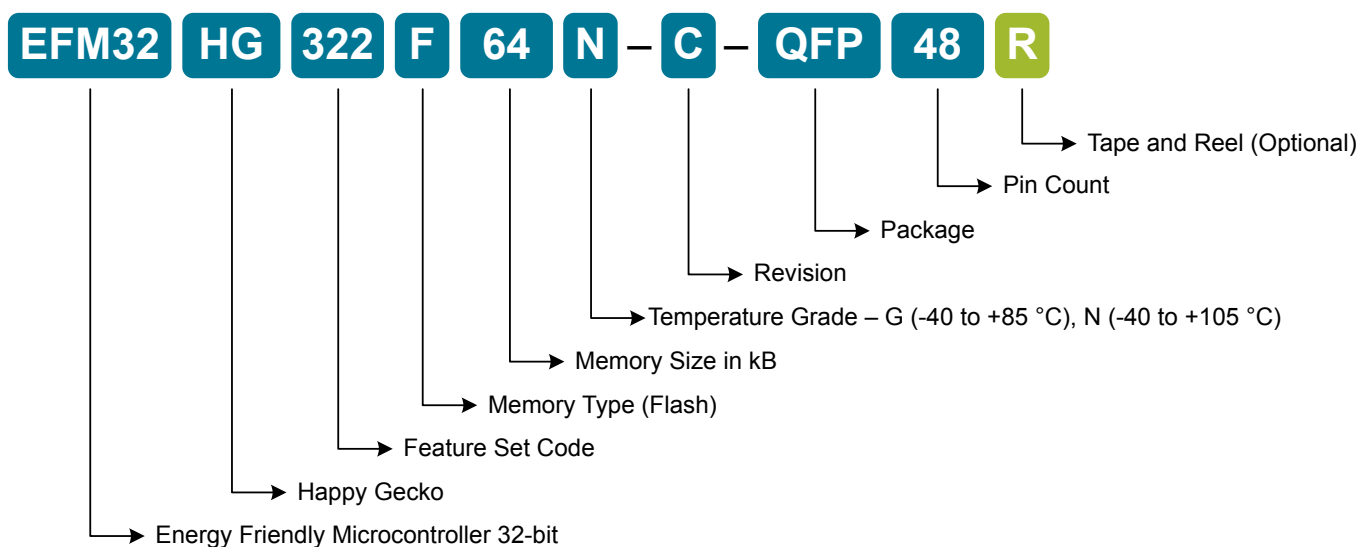 EFM32 HG 322 F 64 N – C – QFP 48 R
Tape and Reel (Optional)
Pin Count
Package
Revision
Temperature Grade – G (-40 to +85 °C), N (-40 to +105 °C)
Memory Size in kB
Memory Type (Flash)
Feature Set Code
Happy Gecko
Energy Friendly Microcontroller 32-bit